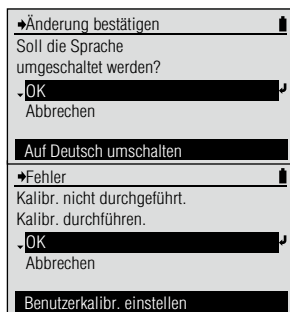 Änderung bestätigen
Soll die Sprache
umgeschaltet werden?
OK
Abbrechen
Auf Deutsch umschalten
Fehler
Kalibr. nicht durchgeführt.
Kalibr. durchführen.
OK
Abbrechen
Benutzerkalibr. einstellen